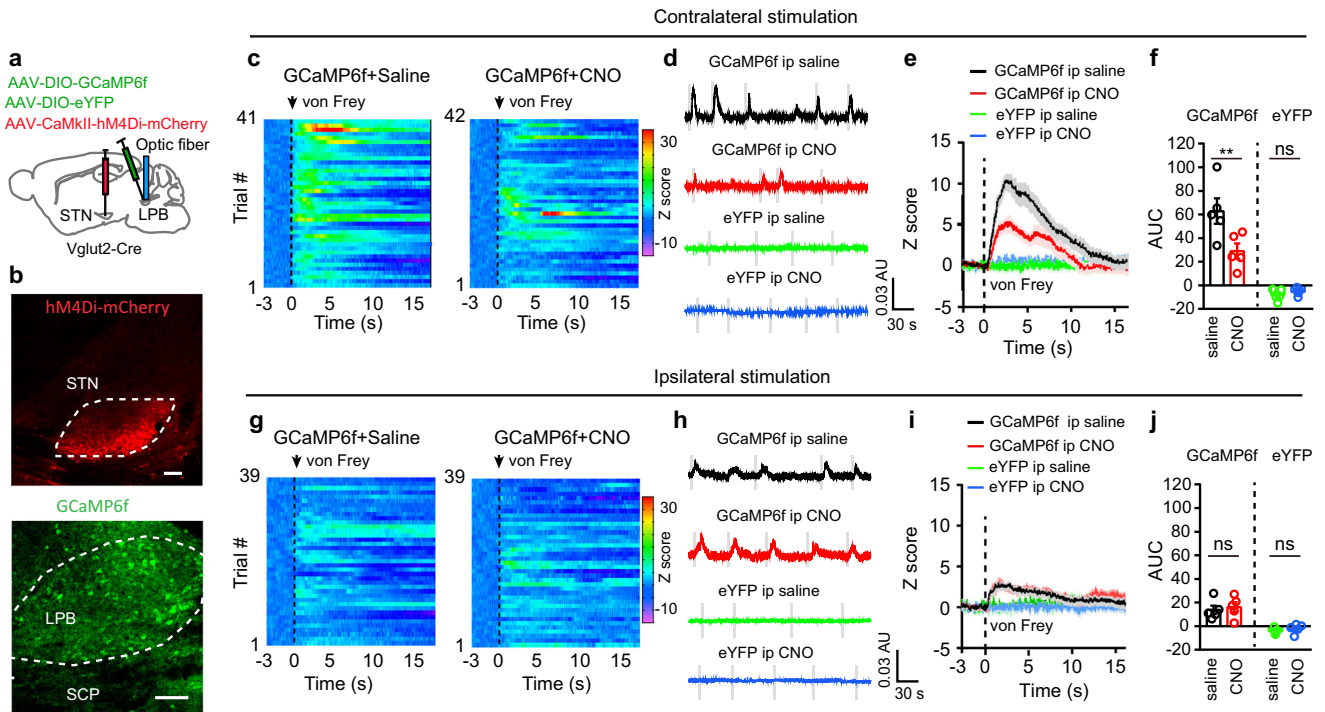 Contralateral stimulation
a
AAV-DIO-GCaMP6f
AAV-DIO-eYFP
AAV-CaMkII-hM4Di-mCherry
Optic fiber
STN
LPB
Vglut2-Cre
b
hM4Di-mCherry
STN
GCaMP6f
LPB
SCP
c
GCaMP6f+Saline
GCaMP6f+CNO
von Frey
von Frey
41
42
Trial #
1
1
-3 0 5 10 15
-3 0 5 10 15
Time (s)
Time (s)
30
Z score
-10
d
GCaMP6f ip saline
GCaMP6f ip CNO
eYFP ip saline
eYFP ip CNO
0.03 AU
30 s
e
GCaMP6f ip saline
GCaMP6f ip CNO
eYFP ip saline
eYFP ip CNO
15
10
5
0
-5
Z score
von Frey
-3 0 5 10 15
Time (s)
f
GCaMP6f eYFP
** ns
120
100
80
60
40
20
0
-20
AUC
saline
CNO
saline
CNO
Ipsilateral stimulation
g
GCaMP6f+Saline
GCaMP6f+CNO
von Frey
von Frey
39
39
Trial #
1
1
-3 0 5 10 15
-3 0 5 10 15
Time (s)
Time (s)
30
Z score
-10
h
GCaMP6f ip saline
GCaMP6f ip CNO
eYFP ip saline
eYFP ip CNO
0.03 AU
30 s
i
GCaMP6f ip saline
GCaMP6f ip CNO
eYFP ip saline
eYFP ip CNO
15
10
5
0
-5
Z score
von Frey
-3 0 5 10 15
Time (s)
j
GCaMP6f eYFP
ns ns
120
100
80
60
40
20
0
-20
AUC
saline
CNO
saline
CNO